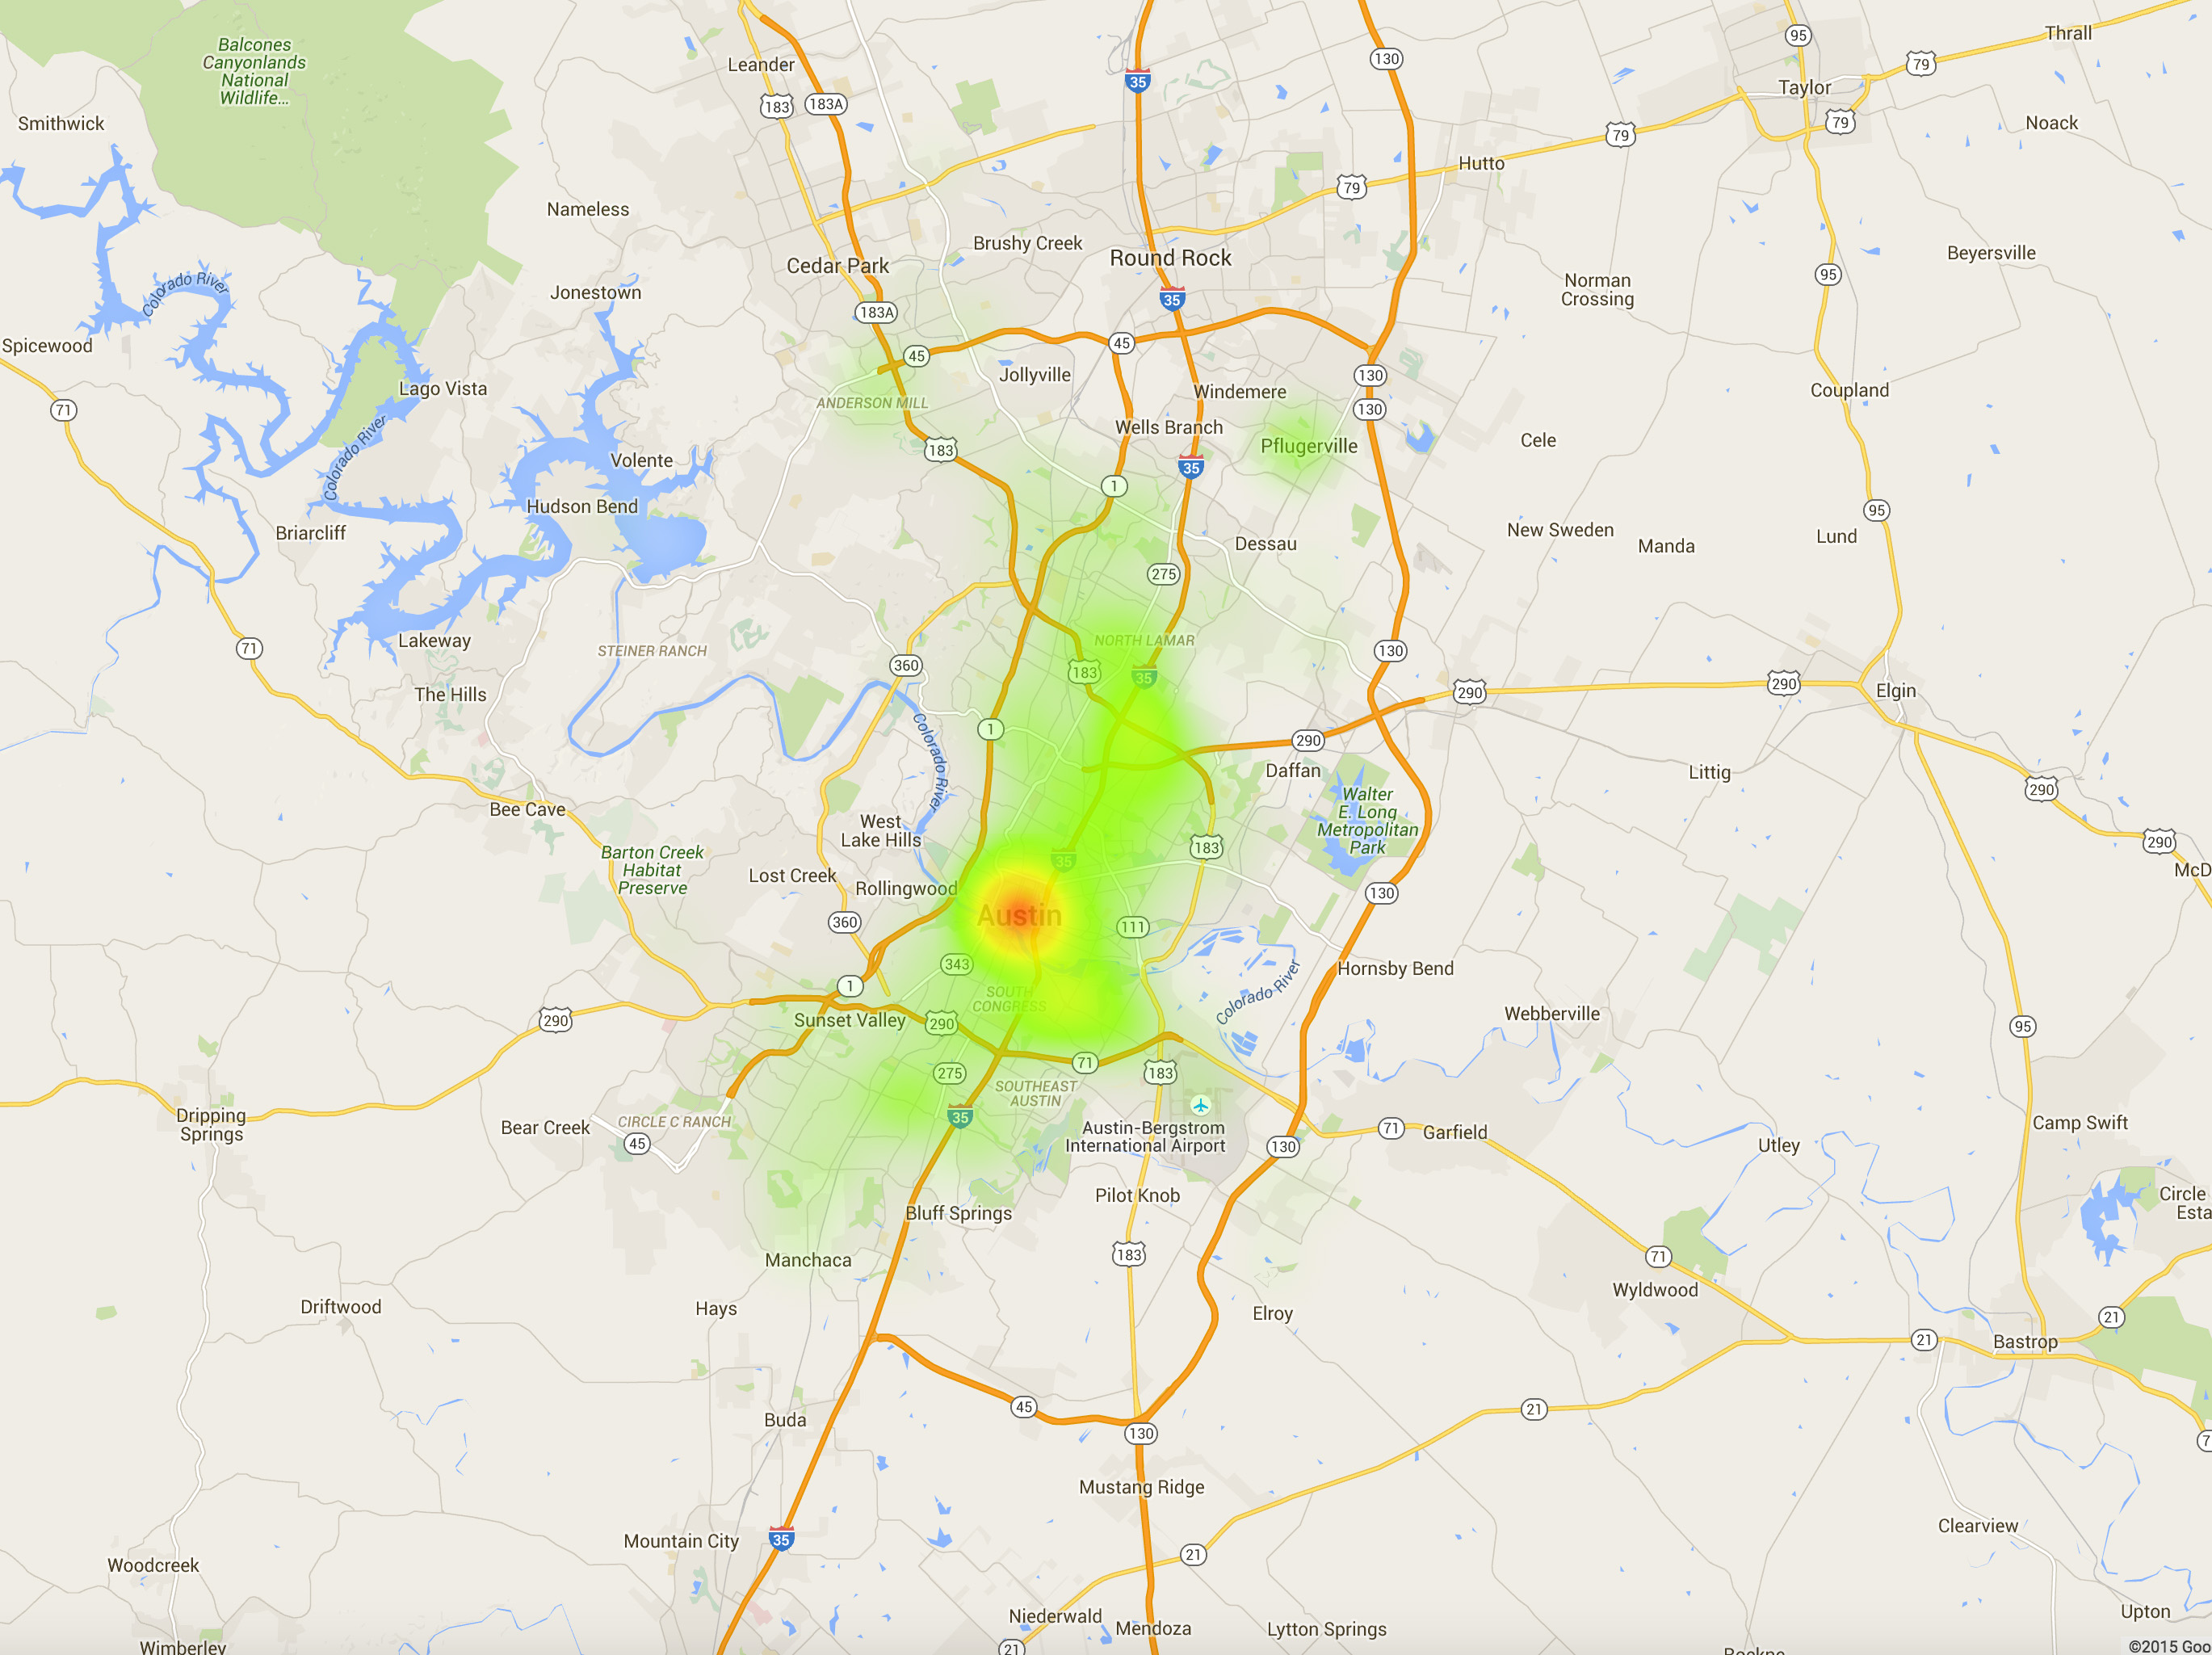 95
Thrall
Balcones
Canyonlands
National
Wildlife...
Leander
130
79
35
Taylor
183
183A
Smithwick
79
Noack
79
Hutto
79
Nameless
Brushy Creek
Round Rock
Beyersville
Cedar Park
95
Colorado River
Jonestown
Norman
Crossing
35
183A
Spicewood
45
45
Jollyville
130
Lago Vista
Windemere
Coupland
ANDERSON MILL
130
71
Wells Branch
Colorado River
Cele
Pflugerville
183
Volente
35
1
Hudson Bend
95
Briarcliff
New Sweden
Lund
Dessau
Manda
275
Lakeway
NORTH LAMAR
71
STEINER RANCH
130
360
183
35
The Hills
290
290
Elgin
Colorado River
1
290
Daffan
Littig
290
Bee Cave
Walter
E. Long
Metropolitan
Park
West
Lake Hills
290
183
Barton Creek
Habitat
Preserve
35
McD
Lost Creek
Rollingwood
130
Austin
360
111
343
Hornsby Bend
1
Colorado River
SOUTH
CONGRESS
Webberville
290
Sunset Valley
290
95
71
275
183
SOUTHEAST
AUSTIN
Dripping
Springs
CIRCLE C RANCH
35
Bear Creek
Austin-Bergstrom
International Airport
71
Garfield
Camp Swift
45
130
Utley
Pilot Knob
Circle
Esta
Bluff Springs
183
71
Manchaca
Wyldwood
Driftwood
Hays
Elroy
21
21
Bastrop
45
21
Buda
130
7
Mustang Ridge
Clearview
35
Mountain City
21
Woodcreek
Niederwald
Mendoza
Lytton Springs
Upton
Wimberley
21
©2015 Goo